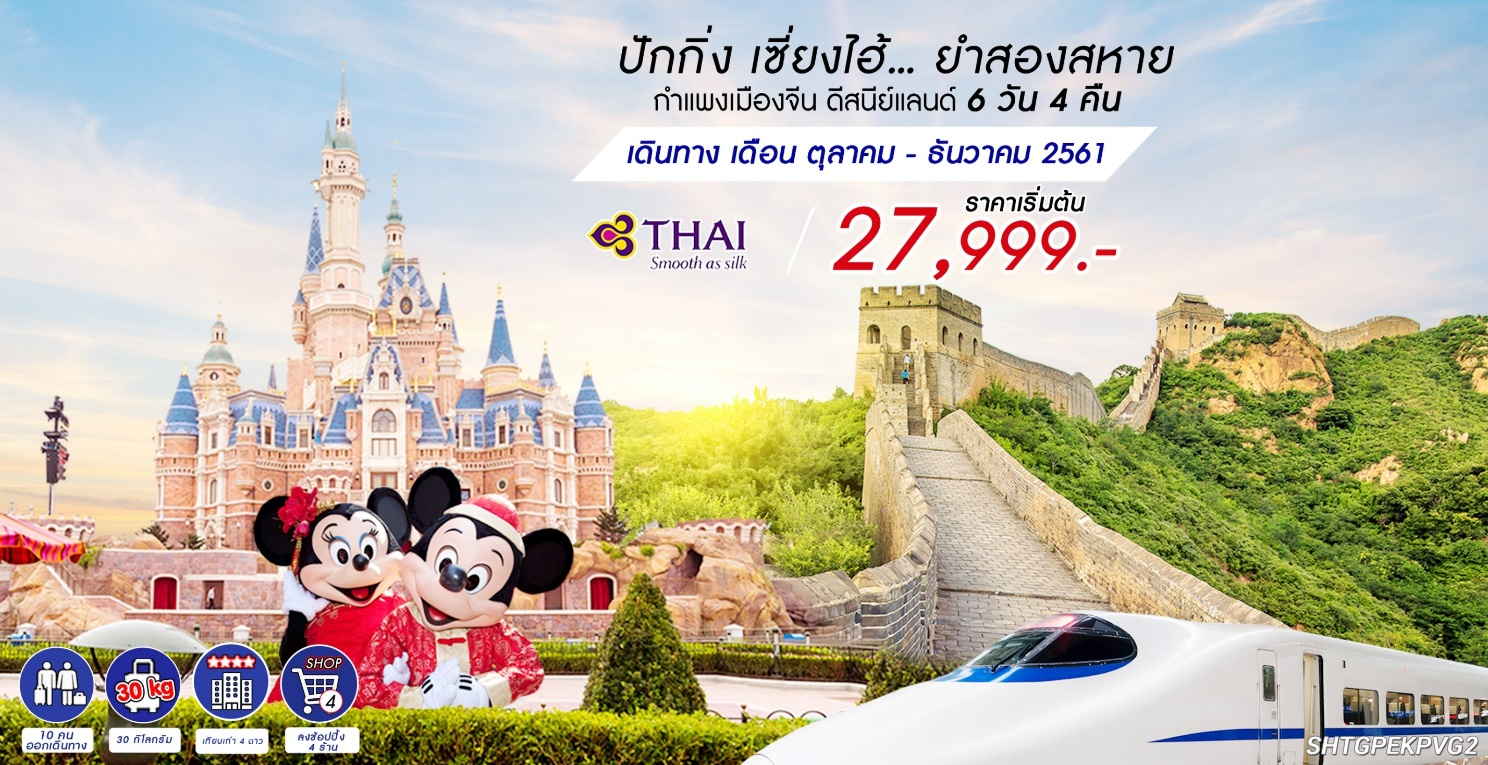 ปักกิ่ง เซี่ยงไฮ้... ยำสองสหาย
กำแพงเมืองจีน ดีสนีย์แลนด์ 6 วัน 4 คืน
เดินทาง เดือน ตุลาคม - ธันวาคม 2561
ราคาเริ่มต้น
THAI
Smooth as silk
27,999.-
30 kg
SHOP
4
10 คน
ออกเดินทาง
30 กิโลกรัม
เทียบเท่า 4 ดาว
ลงช้อปปิ้ง
4 ร้าน
SHTGPEKPVG2